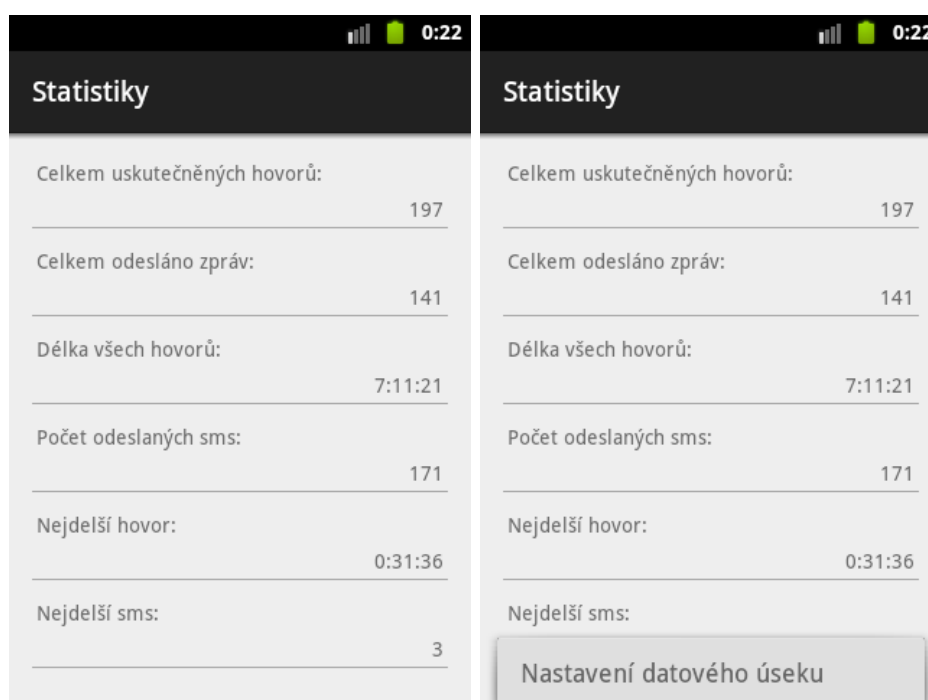 0:22
Statistiky
Celkem uskutečněných hovorů:
197
Celkem odesláno zpráv:
141
Délka všech hovorů:
7:11:21
Počet odeslaných sms:
171
Nejdelší hovor:
0:31:36
Nejdelší sms:
3
0:22
Statistiky
Celkem uskutečněných hovorů:
197
Celkem odesláno zpráv:
141
Délka všech hovorů:
7:11:21
Počet odeslaných sms:
171
Nejdelší hovor:
0:31:36
Nejdelší sms:
Nastavení datového úseku